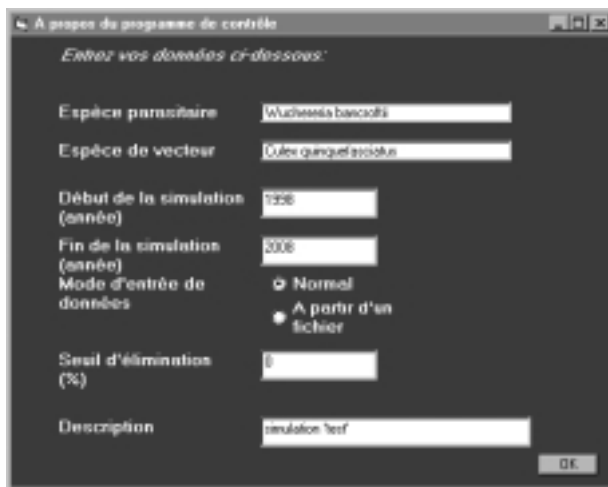 A propos du programme de contrôle
Entrez vos données ci-dessous:
Espèce parasitaire
Wuchereria bancrofti
Espèce de vecteur
Culex quinquefasciatus
Début de la simulation
(année)
1998
Fin de la simulation
(année)
2008
Mode d'entrée de
données
Normal
A partir d'un
fichier
Seuil d'élimination
(%)
0
Description
simulation 'test'
OK